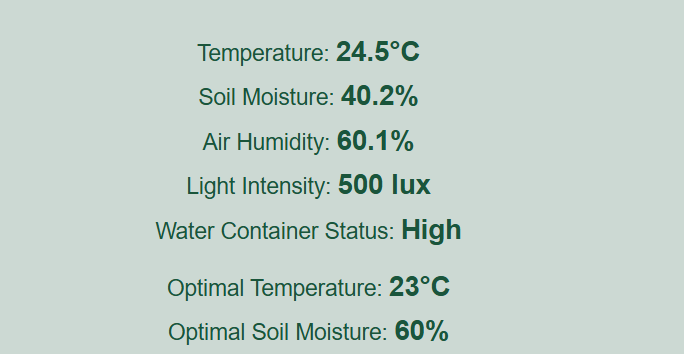 Temperature: 24.5°C
Soil Moisture: 40.2%
Air Humidity: 60.1%
Light Intensity: 500 lux
Water Container Status: High
Optimal Temperature: 23°C
Optimal Soil Moisture: 60%